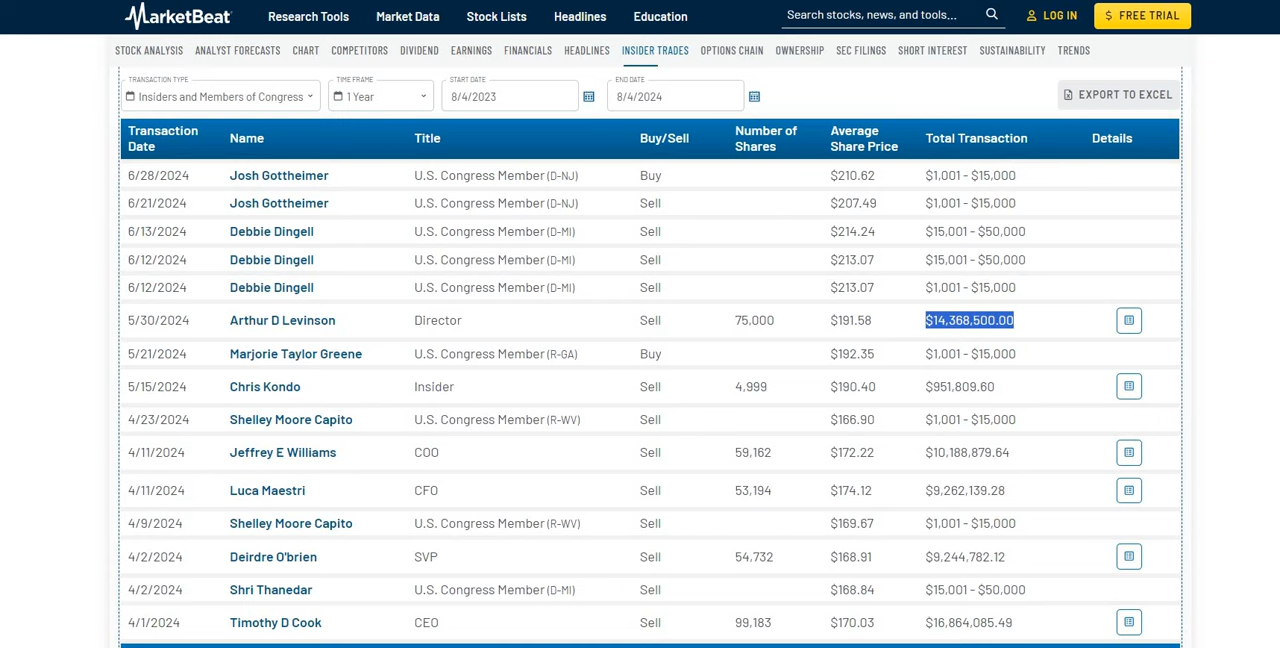 MarketBeat Research Tools Market Data Stock Lists Headlines Education Search stocks, news, and tools... LOG IN $ FREE TRIAL
STOCK ANALYSIS ANALYST FORECASTS CHART COMPETITORS DIVIDEND EARNINGS FINANCIALS HEADLINES INSIDER TRADES OPTIONS CHAIN OWNERSHIP SEC FILINGS SHORT INTEREST SUSTAINABILITY TRENDS
TRANSACTION TYPE TIME FRAME START DATE END DATE
Insiders and Members of Congress 1 Year 8/4/2023 8/4/2024 EXPORT TO EXCEL
Transaction Date Name Title Buy/Sell Number of Shares Average Share Price Total Transaction Details
6/28/2024 Josh Gottheimer U.S. Congress Member (D-NJ) Buy $210.62 $1,001 - $15,000
6/21/2024 Josh Gottheimer U.S. Congress Member (D-NJ) Sell $207.49 $1,001 - $15,000
6/13/2024 Debbie Dingell U.S. Congress Member (D-MI) Sell $214.24 $15,001 - $50,000
6/12/2024 Debbie Dingell U.S. Congress Member (D-MI) Sell $213.07 $15,001 - $50,000
6/12/2024 Debbie Dingell U.S. Congress Member (D-MI) Sell $213.07 $1,001 - $15,000
5/30/2024 Arthur D Levinson Director Sell 75,000 $191.58 $14,368,500.00
5/21/2024 Marjorie Taylor Greene U.S. Congress Member (R-GA) Buy $192.35 $1,001 - $15,000
5/15/2024 Chris Kondo Insider Sell 4,999 $190.40 $951,809.60
4/23/2024 Shelley Moore Capito U.S. Congress Member (R-WV) Sell $166.90 $1,001 - $15,000
4/11/2024 Jeffrey E Williams COO Sell 59,162 $172.22 $10,188,879.64
4/11/2024 Luca Maestri CFO Sell 53,194 $174.12 $9,262,139.28
4/9/2024 Shelley Moore Capito U.S. Congress Member (R-WV) Sell $169.67 $1,001 - $15,000
4/2/2024 Deirdre O'brien SVP Sell 54,732 $168.91 $9,244,782.12
4/2/2024 Shri Thanedar U.S. Congress Member (D-MI) Sell $168.84 $15,001 - $50,000
4/1/2024 Timothy D Cook CEO Sell 99,183 $170.03 $16,864,085.49